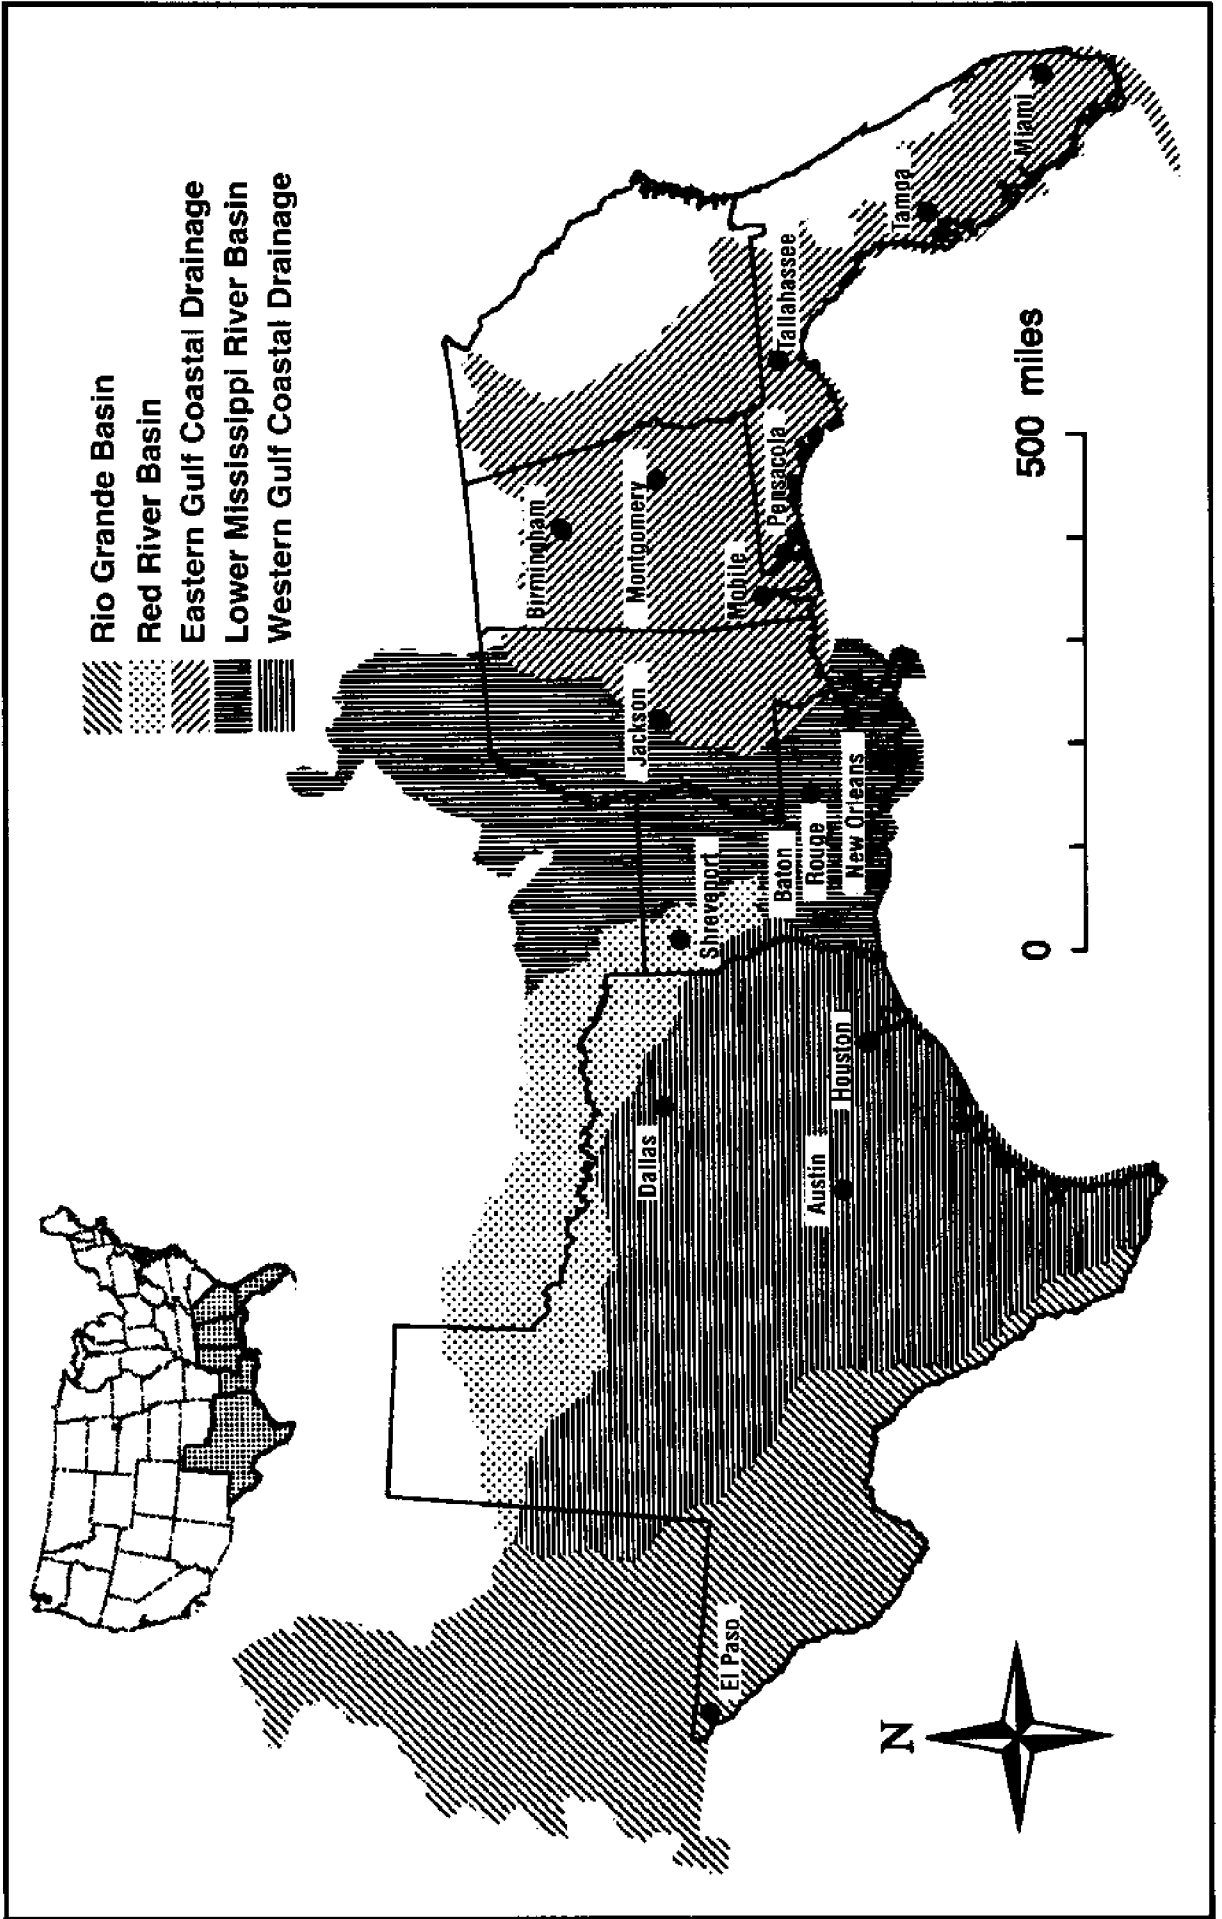 Rio Grande Basin
Red River Basin
Eastern Gulf Coastal Drainage
Lower Mississippi River Basin
Western Gulf Coastal Drainage
Birmingham
Montgomery
Jackson
Mobile
Pensacola
Tallahassee
Tampa
Miami
Shreveport
Baton
Rouge
New Orleans
Dallas
Austin
Houston
El Paso
N
0
500 miles